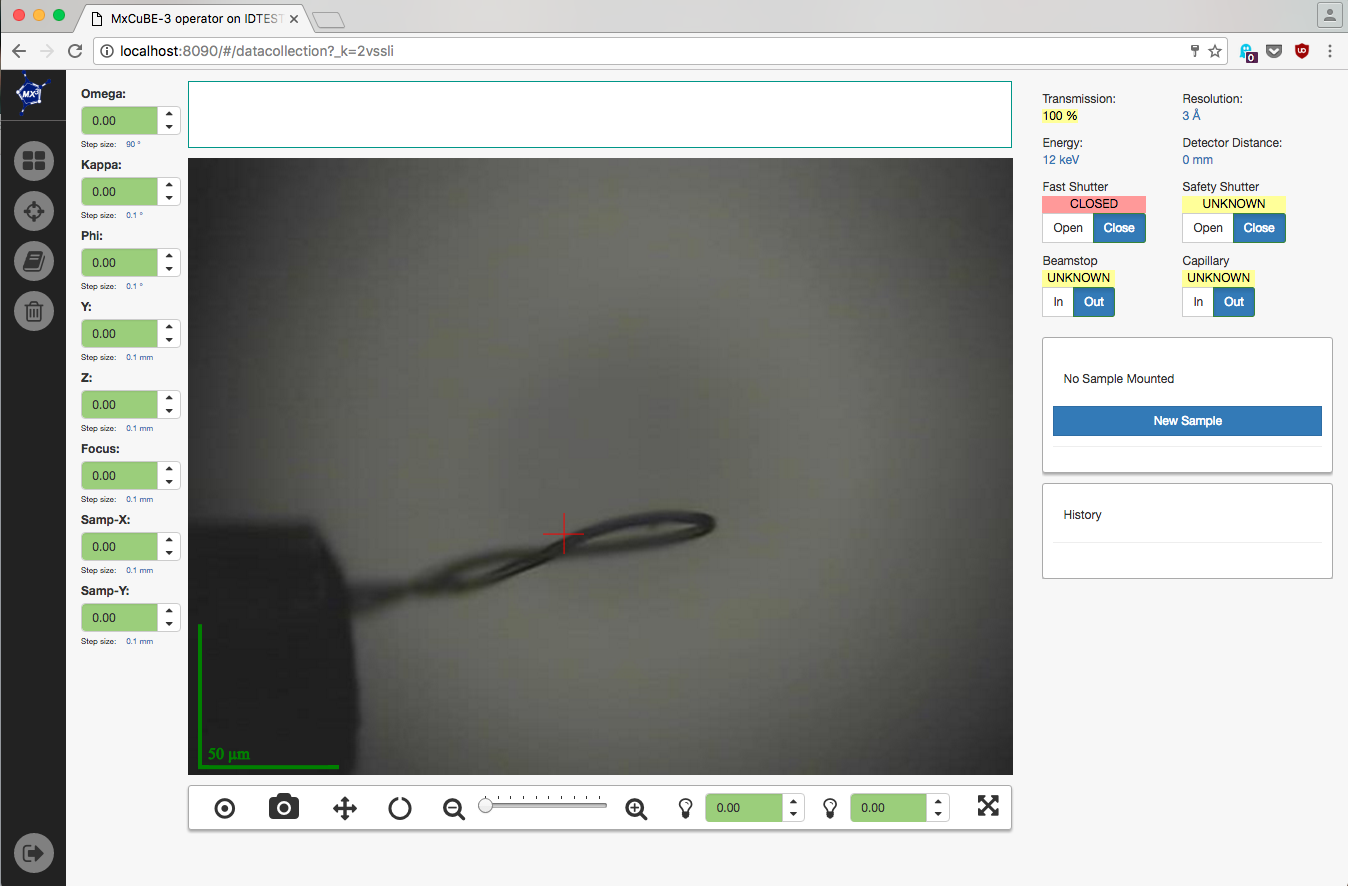 MxCuBE-3 operator on IDTEST
localhost:8090/#/datacollection?_k=2vssli
0
MX3
Omega:
0.00
Step size: 90 °
Kappa:
0.00
Step size: 0.1 °
Phi:
0.00
Step size: 0.1 °
Y:
0.00
Step size: 0.1 mm
Z:
0.00
Step size: 0.1 mm
Focus:
0.00
Step size: 0.1 mm
Samp-X:
0.00
Step size: 0.1 mm
Samp-Y:
0.00
Step size: 0.1 mm
50 µm
0.00
0.00
Transmission: Resolution:
100 % 3 Å
Energy: Detector Distance:
12 keV 0 mm
Fast Shutter Safety Shutter
CLOSED UNKNOWN
Open Close Open Close
Beamstop Capillary
UNKNOWN UNKNOWN
In Out In Out
No Sample Mounted
New Sample
History